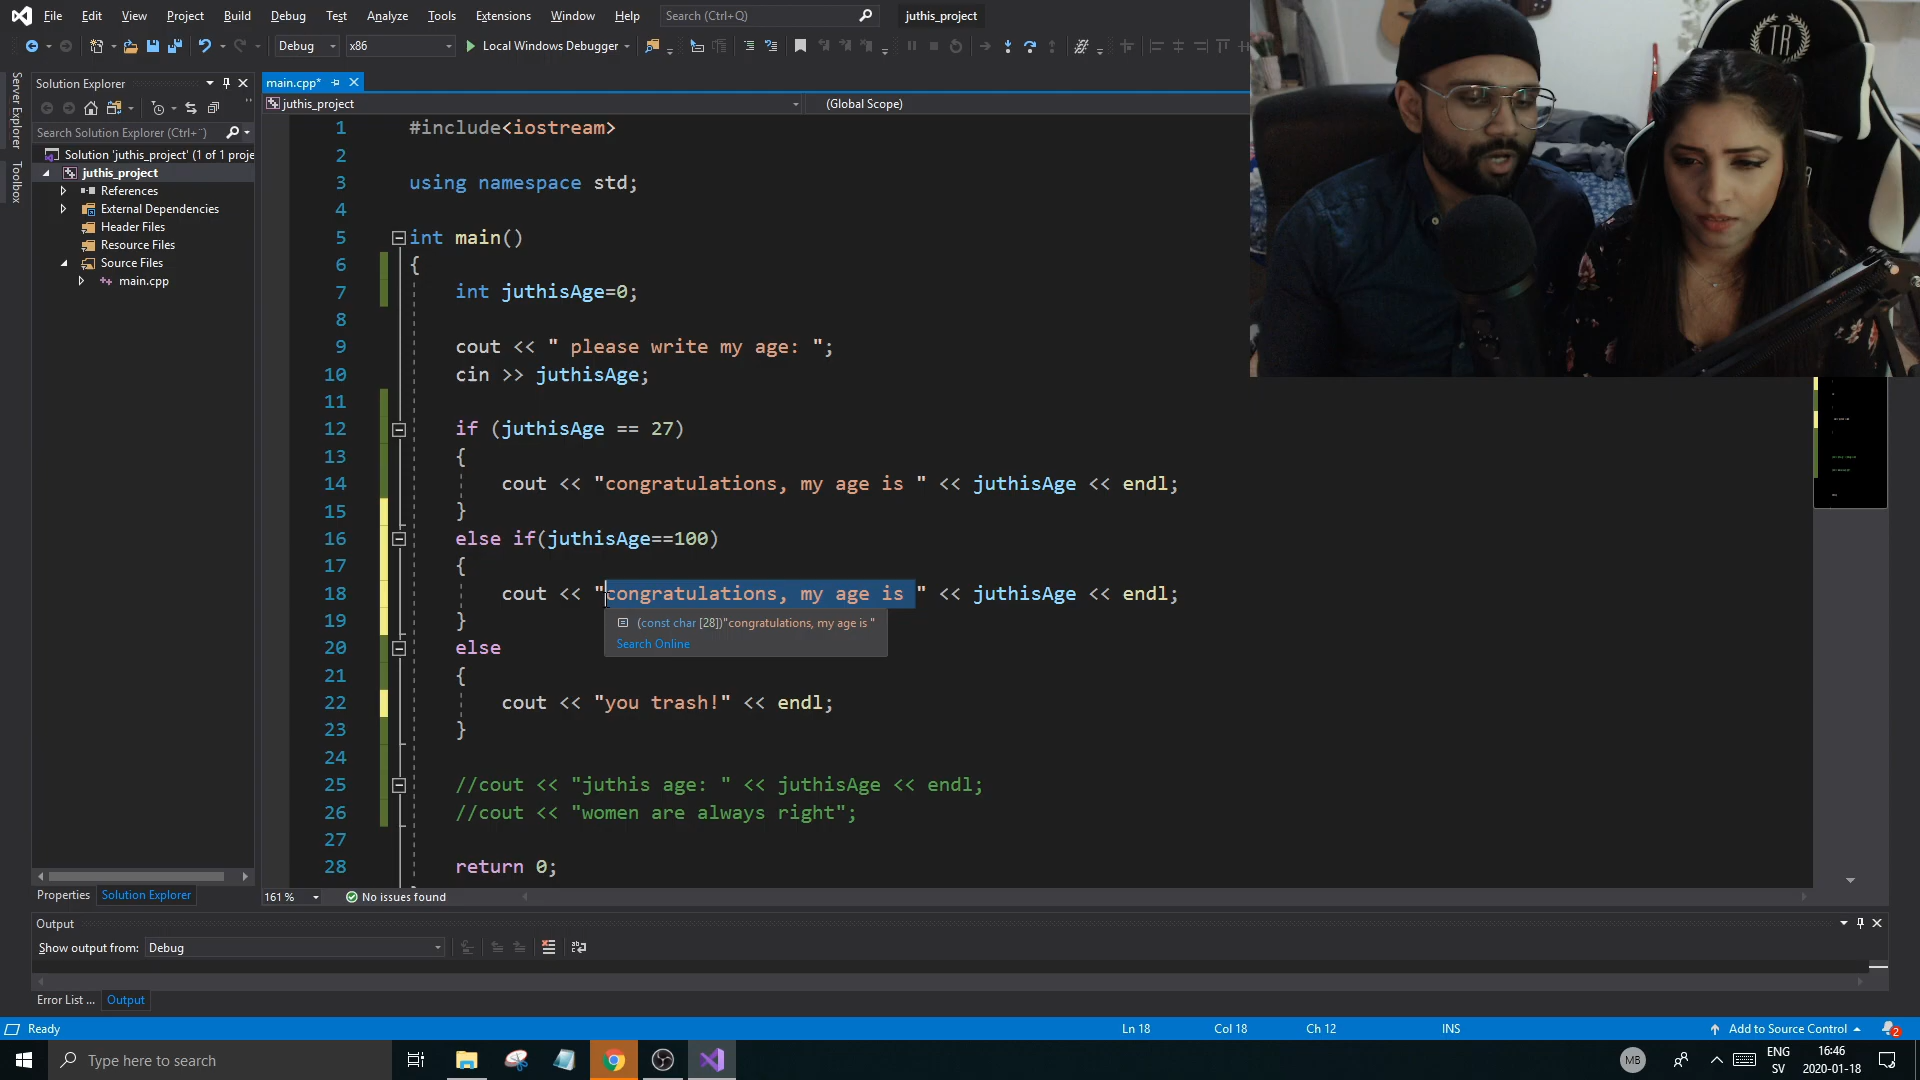 File Edit View Project Build Debug Test Analyze Tools Extensions Window Help Search (Ctrl+Q) juthis_project
Debug x86 Local Windows Debugger
Server Explorer
Toolbox
Solution Explorer
Search Solution Explorer (Ctrl+¨)
Solution 'juthis_project' (1 of 1 proje
juthis_project
References
External Dependencies
Header Files
Resource Files
Source Files
main.cpp
Properties Solution Explorer
main.cpp*
juthis_project (Global Scope)
1 #include<iostream>
2
3 using namespace std;
4
5 int main()
6 {
7 int juthisAge=0;
8
9 cout << " please write my age: ";
10 cin >> juthisAge;
11
12 if (juthisAge == 27)
13 {
14 cout << "congratulations, my age is " << juthisAge << endl;
15 }
16 else if(juthisAge==100)
17 {
18 cout << "congratulations, my age is " << juthisAge << endl;
(const char [28])"congratulations, my age is "
Search Online
19 }
20 else
21 {
22 cout << "you trash!" << endl;
23 }
24
25 //cout << "juthis age: " << juthisAge << endl;
26 //cout << "women are always right";
27
28 return 0;
161 % No issues found
Output
Show output from: Debug
Error List ... Output
Ready Ln 18 Col 18 Ch 12 INS Add to Source Control 2
Type here to search MB ENG 16:46
SV 2020-01-18
TR